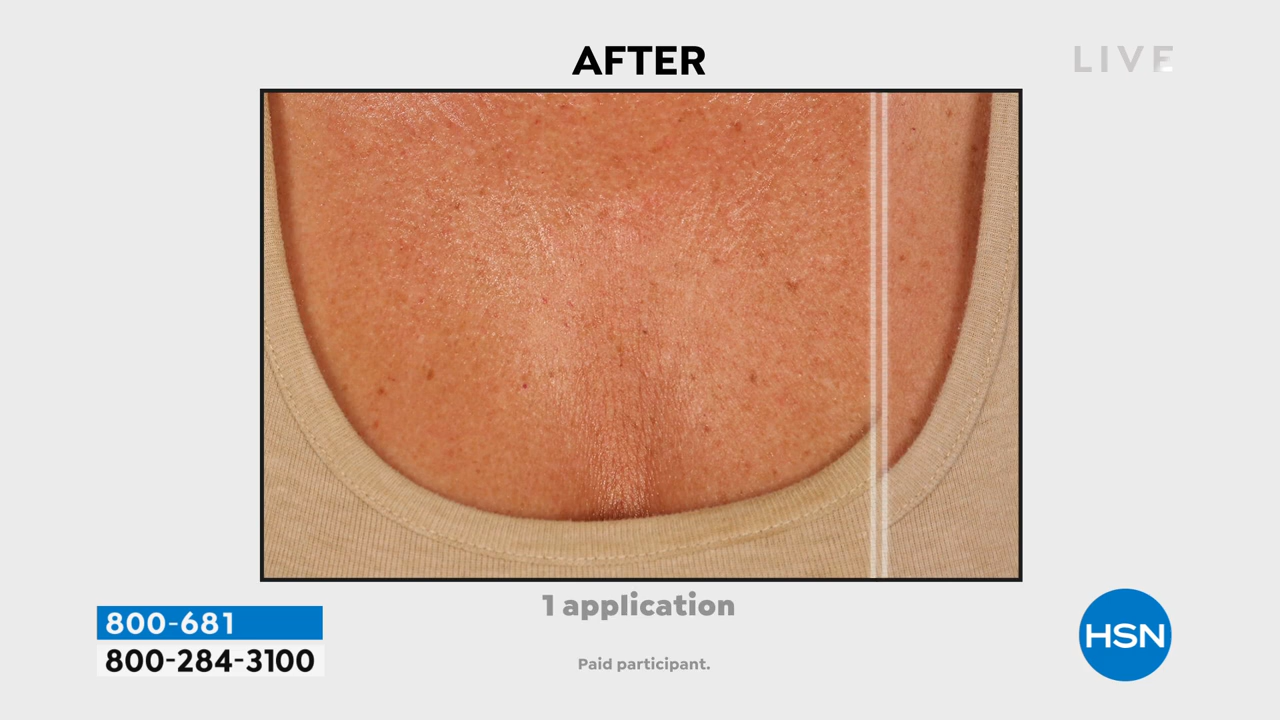 AFTER
LIVE
1 application
800-681
800-284-3100
Paid participant.
HSN